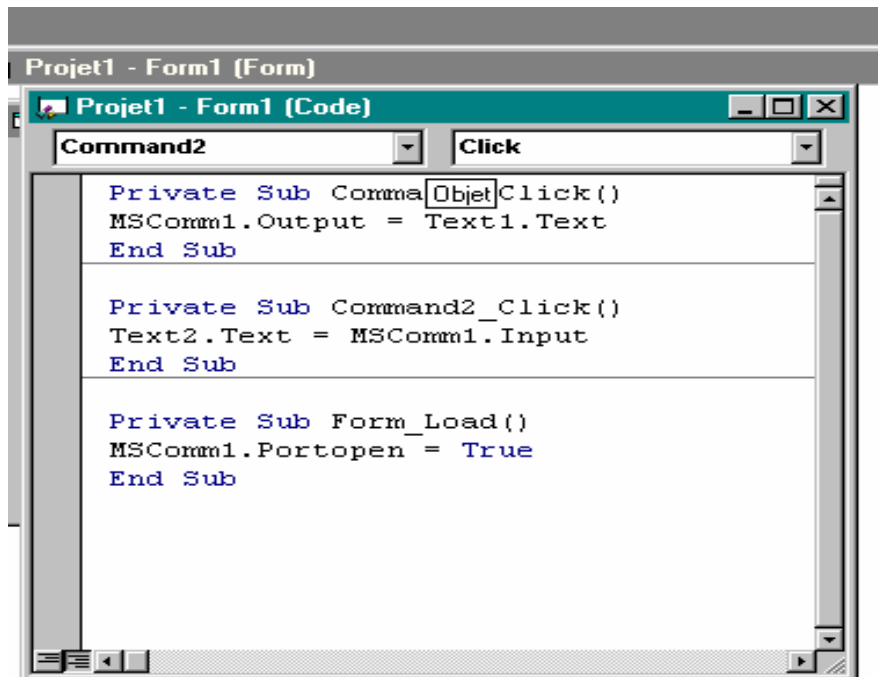 Projet1 - Form1 (Form)
Projet1 - Form1 (Code)
Command2 Click
Private Sub Comma Objet Click()
MSComm1.Output = Text1.Text
End Sub
Private Sub Command2_Click()
Text2.Text = MSComm1.Input
End Sub
Private Sub Form_Load()
MSComm1.Portopen = True
End Sub